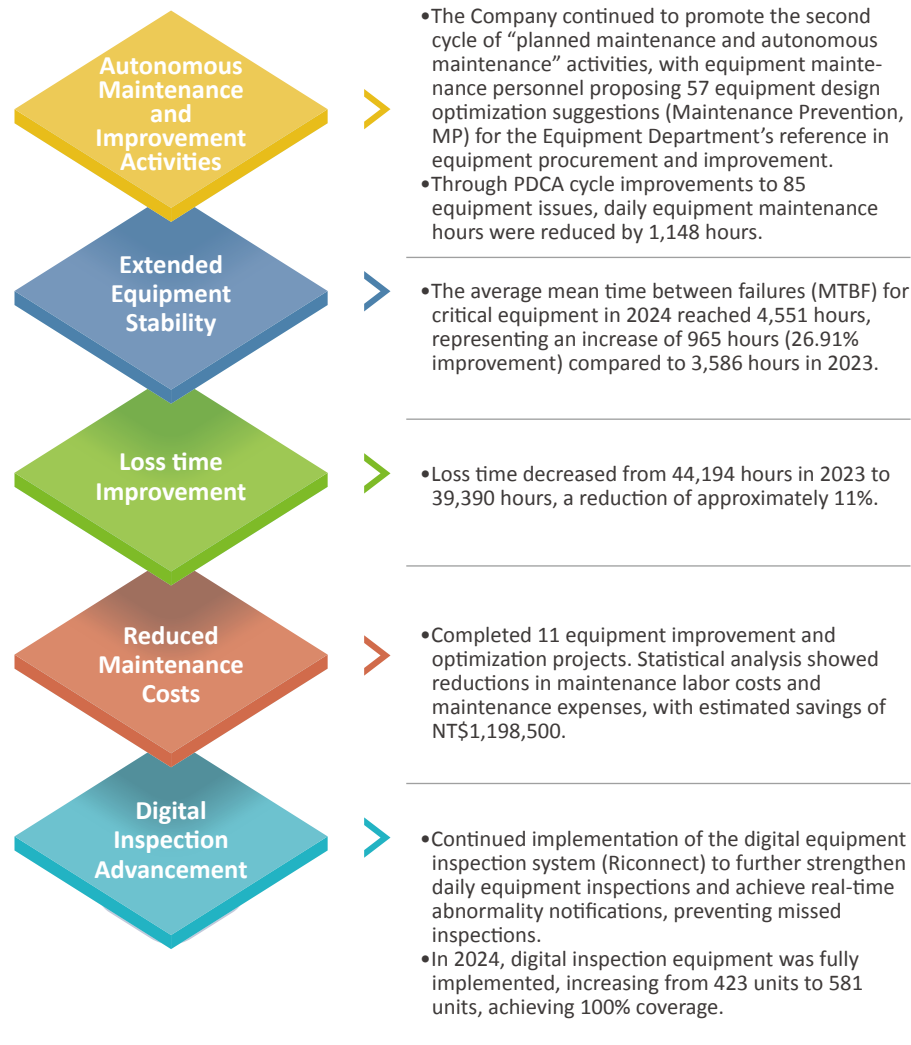 Autonomous
Maintenance
and
Improvement
Activities
•The Company continued to promote the second
cycle of “planned maintenance and autonomous
maintenance” activities, with equipment mainte-
nance personnel proposing 57 equipment design
optimization suggestions (Maintenance Prevention,
MP) for the Equipment Department’s reference in
equipment procurement and improvement.
•Through PDCA cycle improvements to 85
equipment issues, daily equipment maintenance
hours were reduced by 1,148 hours.
Extended
Equipment
Stability
•The average mean time between failures (MTBF) for
critical equipment in 2024 reached 4,551 hours,
representing an increase of 965 hours (26.91%
improvement) compared to 3,586 hours in 2023.
Loss time
Improvement
•Loss time decreased from 44,194 hours in 2023 to
39,390 hours, a reduction of approximately 11%.
Reduced
Maintenance
Costs
•Completed 11 equipment improvement and
optimization projects. Statistical analysis showed
reductions in maintenance labor costs and
maintenance expenses, with estimated savings of
NT$1,198,500.
Digital
Inspection
Advancement
•Continued implementation of the digital equipment
inspection system (Riconnect) to further strengthen
daily equipment inspections and achieve real-time
abnormality notifications, preventing missed
inspections.
•In 2024, digital inspection equipment was fully
implemented, increasing from 423 units to 581
units, achieving 100% coverage.